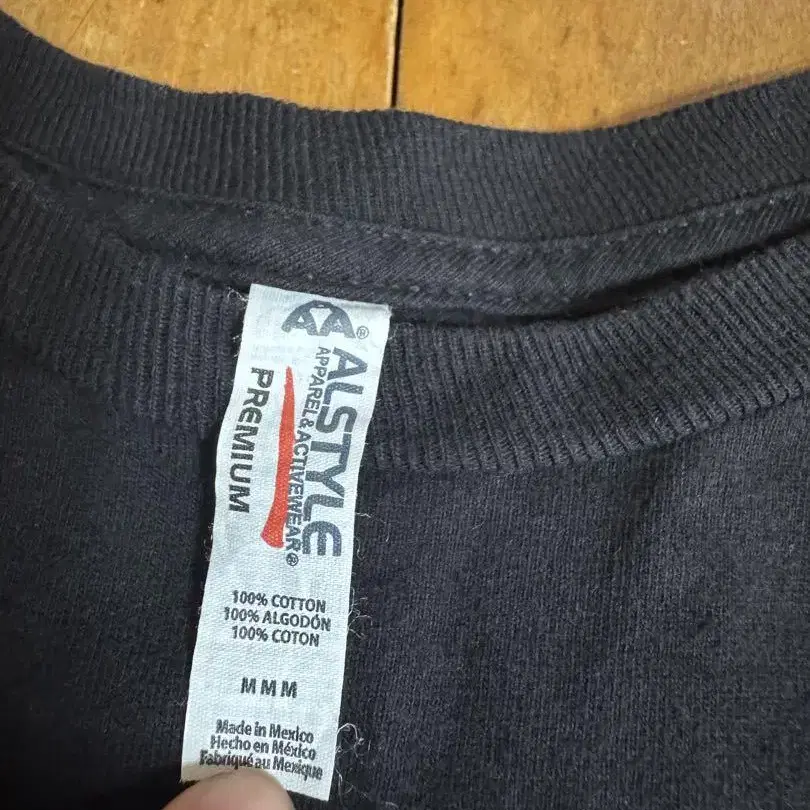 AA®
ALSTYLE
APPAREL & ACTIVEWEAR®
PREMIUM
100% COTTON
100% ALGODÓN
100% COTON
M M M
Made in Mexico
Hecho en México
Fabriqué au Mexique